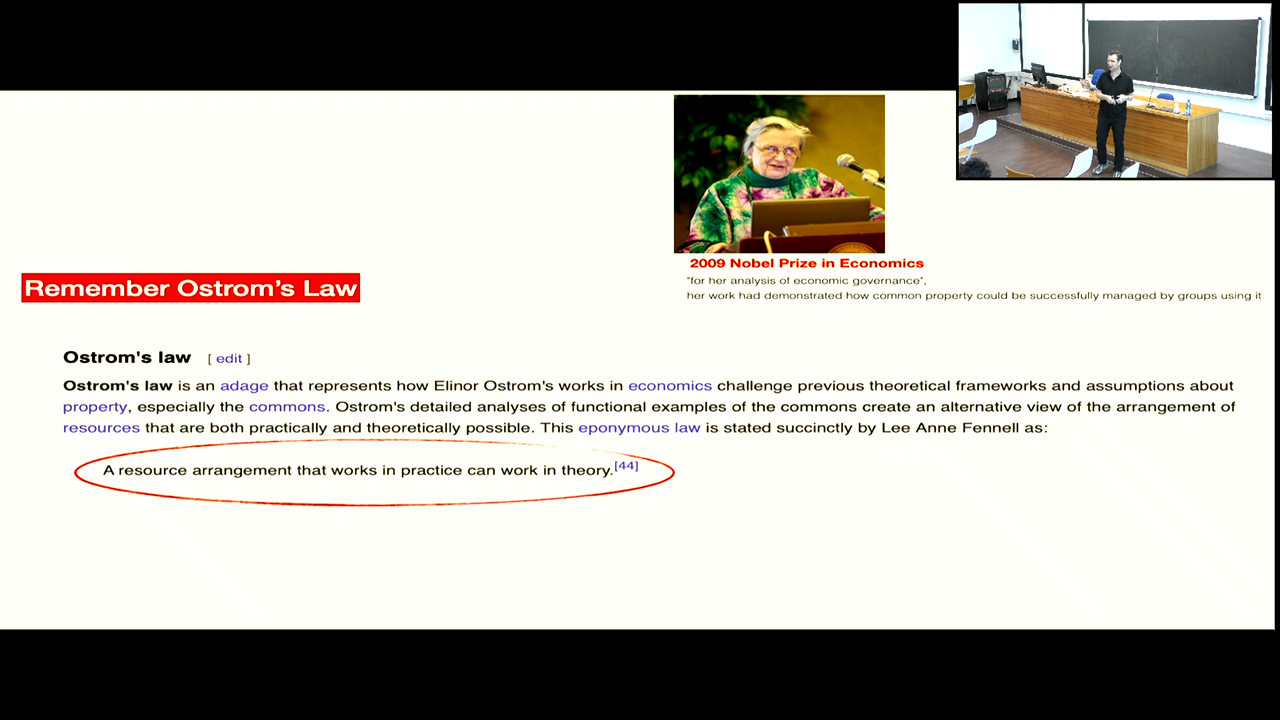 2009 Nobel Prize in Economics
“for her analysis of economic governance”,
her work had demonstrated how common property could be successfully managed by groups using it
Remember Ostrom's Law
Ostrom's law [ edit ]
Ostrom's law is an adage that represents how Elinor Ostrom's works in economics challenge previous theoretical frameworks and assumptions about
property, especially the commons. Ostrom's detailed analyses of functional examples of the commons create an alternative view of the arrangement of
resources that are both practically and theoretically possible. This eponymous law is stated succinctly by Lee Anne Fennell as:
A resource arrangement that works in practice can work in theory.[44]